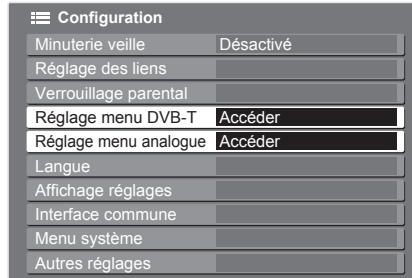 Configuration
Minuterie veille Désactivé
Réglage des liens
Verrouillage parental
Réglage menu DVB-T Accéder
Réglage menu analogue Accéder
Langue
Affichage réglages
Interface commune
Menu système
Autres réglages